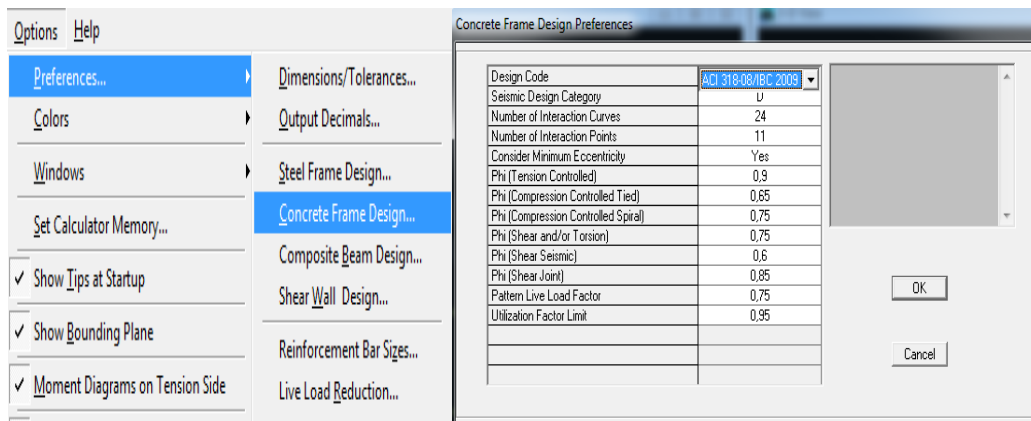 Options Help
Preferences...
Colors
Windows
Set Calculator Memory...
Show Tips at Startup
Show Bounding Plane
Moment Diagrams on Tension Side
Dimensions/Tolerances...
Output Decimals...
Steel Frame Design...
Concrete Frame Design...
Composite Beam Design...
Shear Wall Design...
Reinforcement Bar Sizes...
Live Load Reduction...
Concrete Frame Design Preferences
Design Code ACI 318-08/IBC 2009
Seismic Design Category D
Number of Interaction Curves 24
Number of Interaction Points 11
Consider Minimum Eccentricity Yes
Phi (Tension Controlled) 0,9
Phi (Compression Controlled Tied) 0,65
Phi (Compression Controlled Spiral) 0,75
Phi (Shear and/or Torsion) 0,75
Phi (Shear Seismic) 0,6
Phi (Shear Joint) 0,85
Pattern Live Load Factor 0,75
Utilization Factor Limit 0,95
OK
Cancel